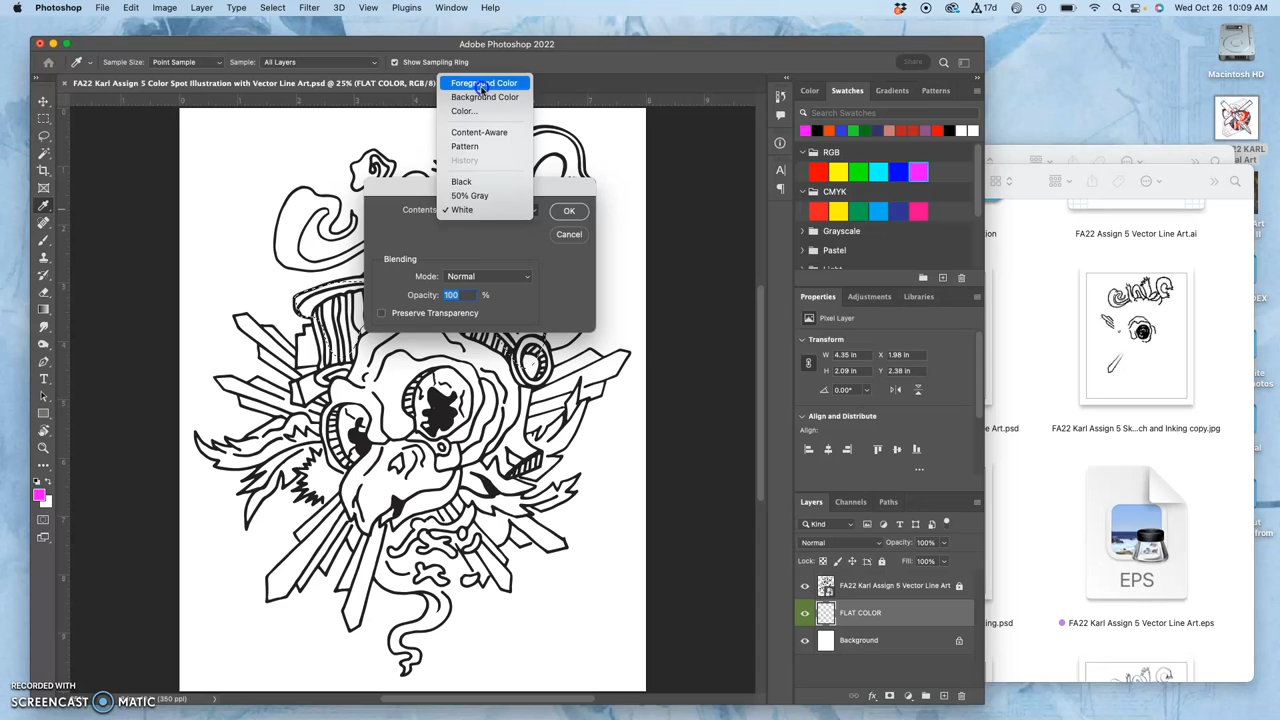 Photoshop File Edit Image Layer Type Select Filter 3D View Plugins Window Help 17d Wed Oct 26 10:09 AM
Adobe Photoshop 2022
Sample Size: Point Sample Sample: All Layers Show Sampling Ring Share
FA22 Karl Assign 5 Color Spot Illustration with Vector Line Art.psd @ 25% (FLAT COLOR, RGB/8)
Foreground Color
Background Color
Color...
Content-Aware
Pattern
History
Black
50% Gray
White
Contents
OK
Cancel
Blending
Mode: Normal
Opacity: 100 %
Preserve Transparency
Color Swatches Gradients Patterns
Search Swatches
RGB
CMYK
Grayscale
Pastel
Light
Properties Adjustments Libraries
Pixel Layer
Transform
W 4.35 in X 1.98 in
H 2.09 in Y 2.38 in
0.00°
Align and Distribute
Align:
Layers Channels Paths
Kind
Normal Opacity: 100%
Lock: Fill: 100%
FA22 Karl Assign 5 Vector Line Art
FLAT COLOR
Background
Macintosh HD
FA22 Assign 5 Vector Line Art.ai
FA22 Karl Assign 5 Sk...ch and Inking copy.jpg
EPS
FA22 Karl Assign 5 Vector Line Art.eps
RECORDED WITH
SCREENCAST MATIC